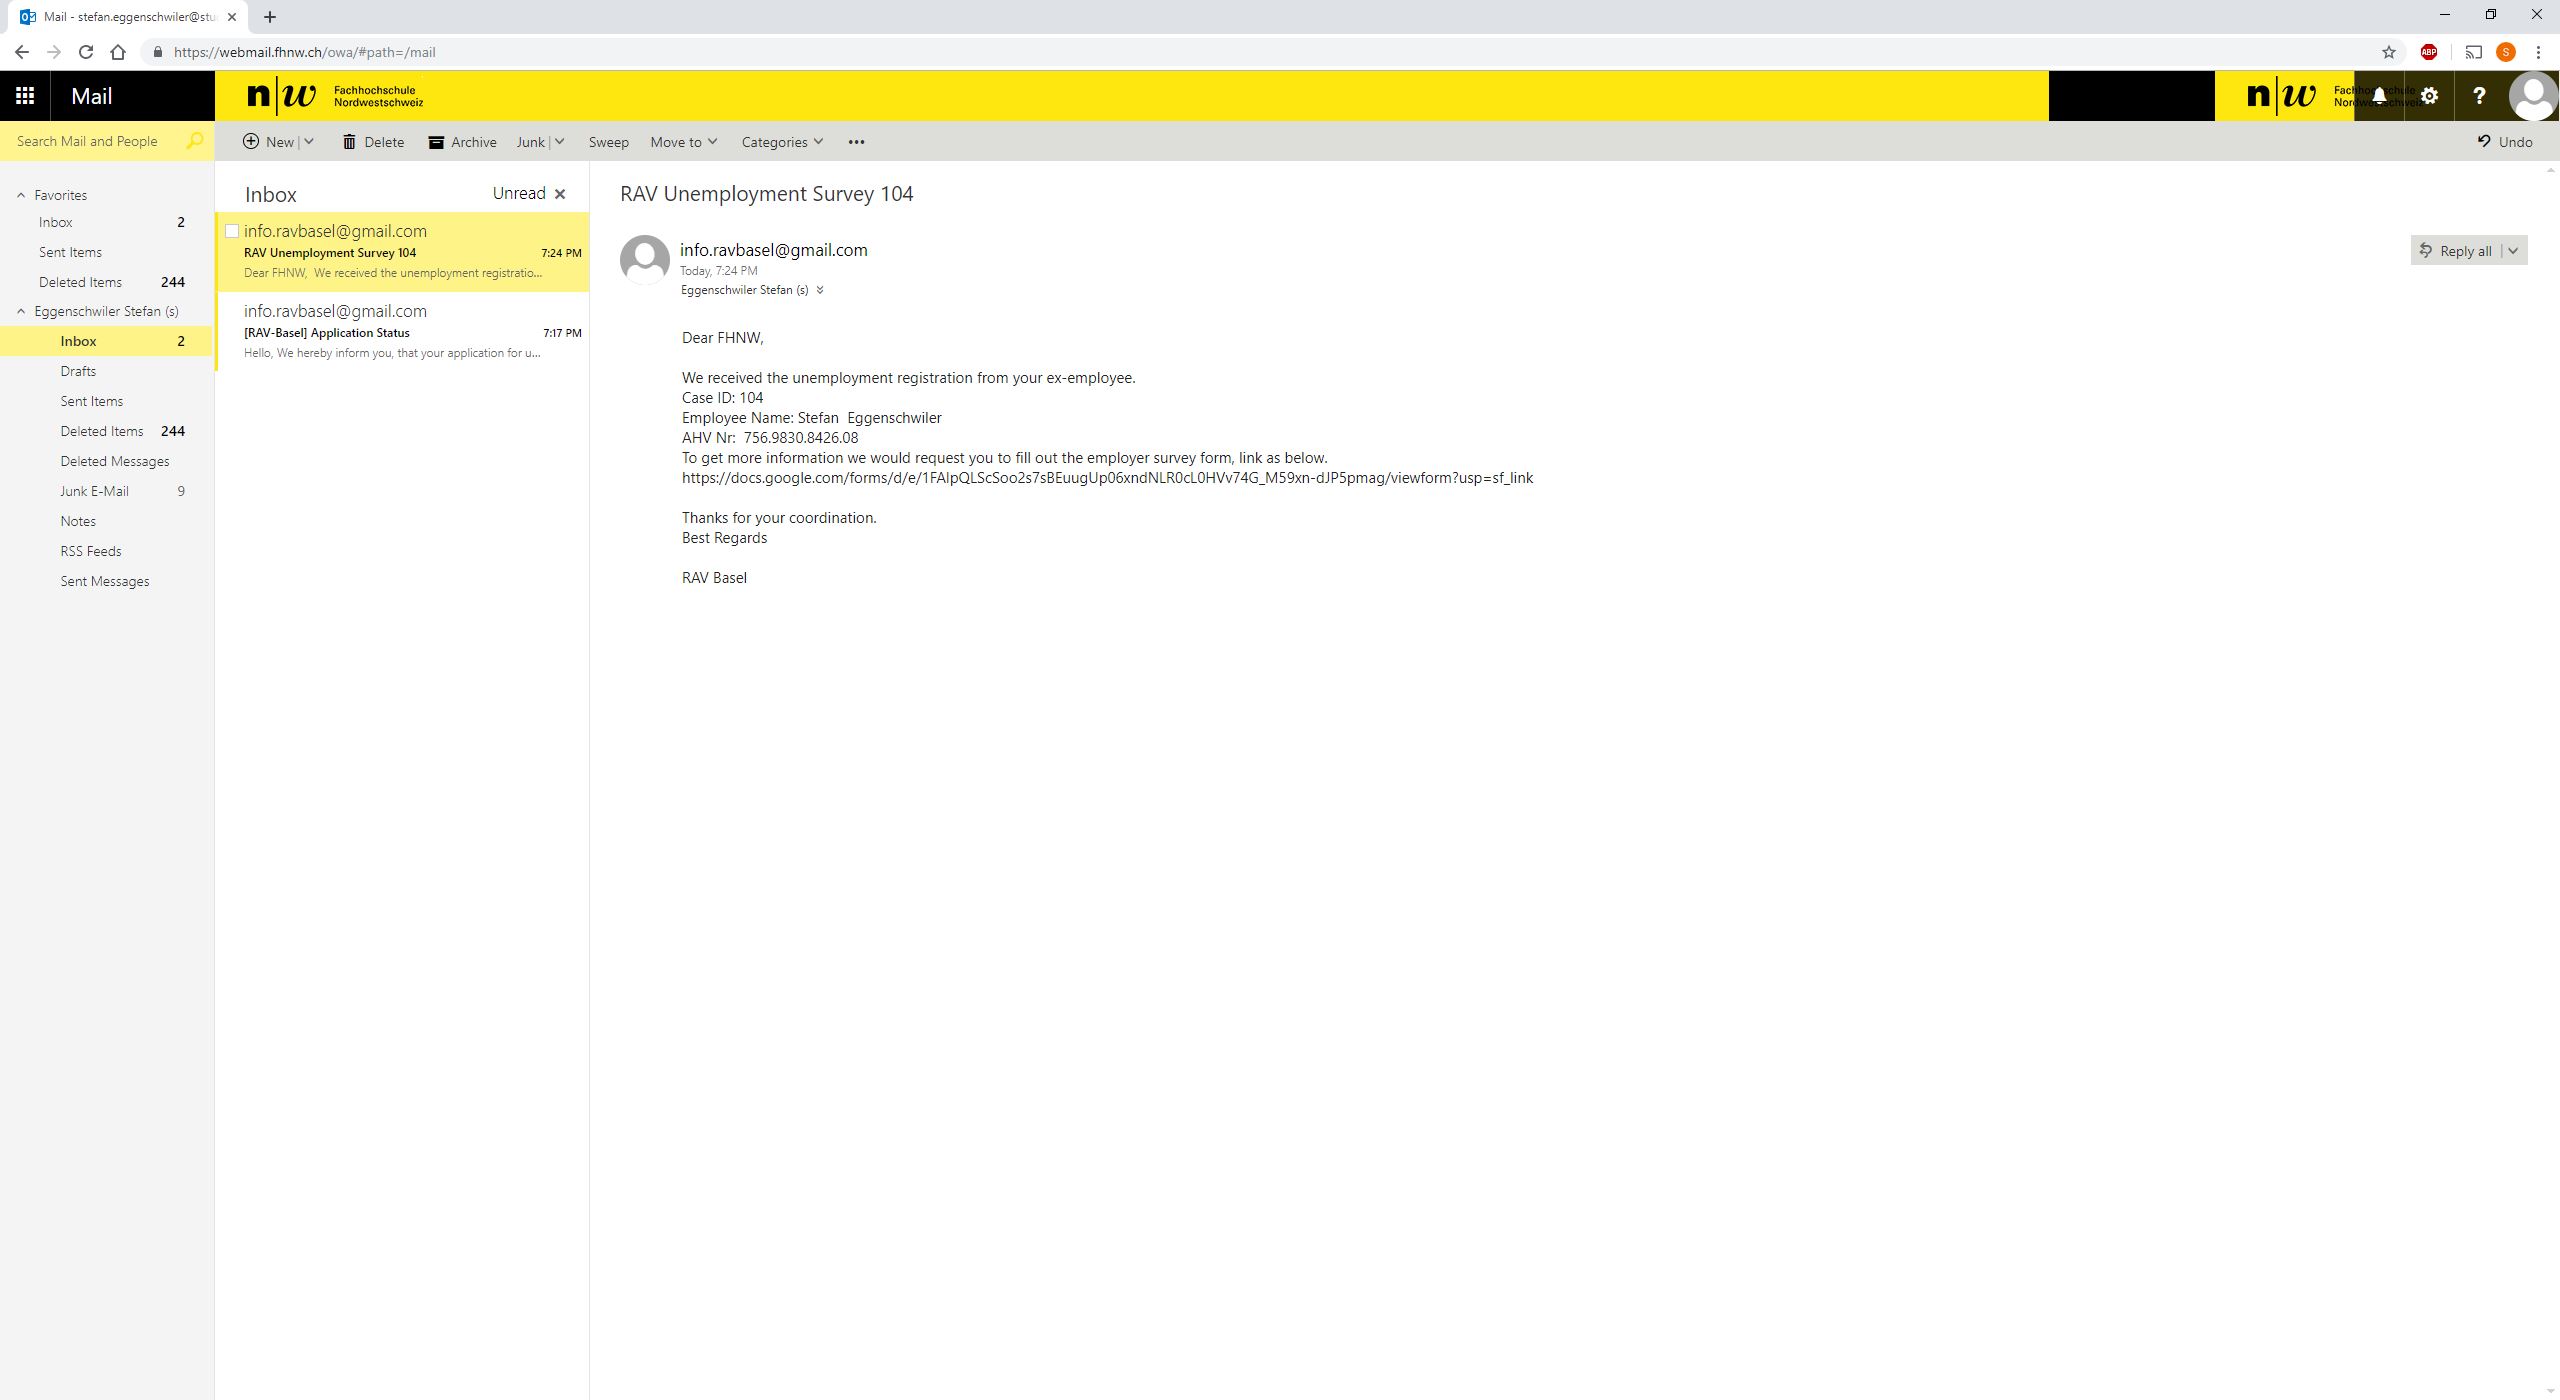 Mail - stefan.eggenschwiler@stu
https://webmail.fhnw.ch/owa/#path=/mail
ABP
S
Mail
n|w Fachhochschule
Nordwestschweiz
n|w Fachhochschule
Nordwestschweiz
?
Search Mail and People
New
Delete
Archive
Junk
Sweep
Move to
Categories
Undo
Favorites
Inbox 2
Sent Items
Deleted Items 244
Eggenschwiler Stefan (s)
Inbox 2
Drafts
Sent Items
Deleted Items 244
Deleted Messages
Junk E-Mail 9
Notes
RSS Feeds
Sent Messages
Inbox
Unread
info.ravbasel@gmail.com
RAV Unemployment Survey 104 7:24 PM
Dear FHNW, We received the unemployment registratio...
info.ravbasel@gmail.com
[RAV-Basel] Application Status 7:17 PM
Hello, We hereby inform you, that your application for u...
RAV Unemployment Survey 104
info.ravbasel@gmail.com
Today, 7:24 PM
Eggenschwiler Stefan (s)
Reply all
Dear FHNW,
We received the unemployment registration from your ex-employee.
Case ID: 104
Employee Name: Stefan  Eggenschwiler
AHV Nr:  756.9830.8426.08
To get more information we would request you to fill out the employer survey form, link as below.
https://docs.google.com/forms/d/e/1FAIpQLScSoo2s7sBEuugUp06xndNLR0cL0HVv74G_M59xn-dJP5pmag/viewform?usp=sf_link
Thanks for your coordination.
Best Regards
RAV Basel